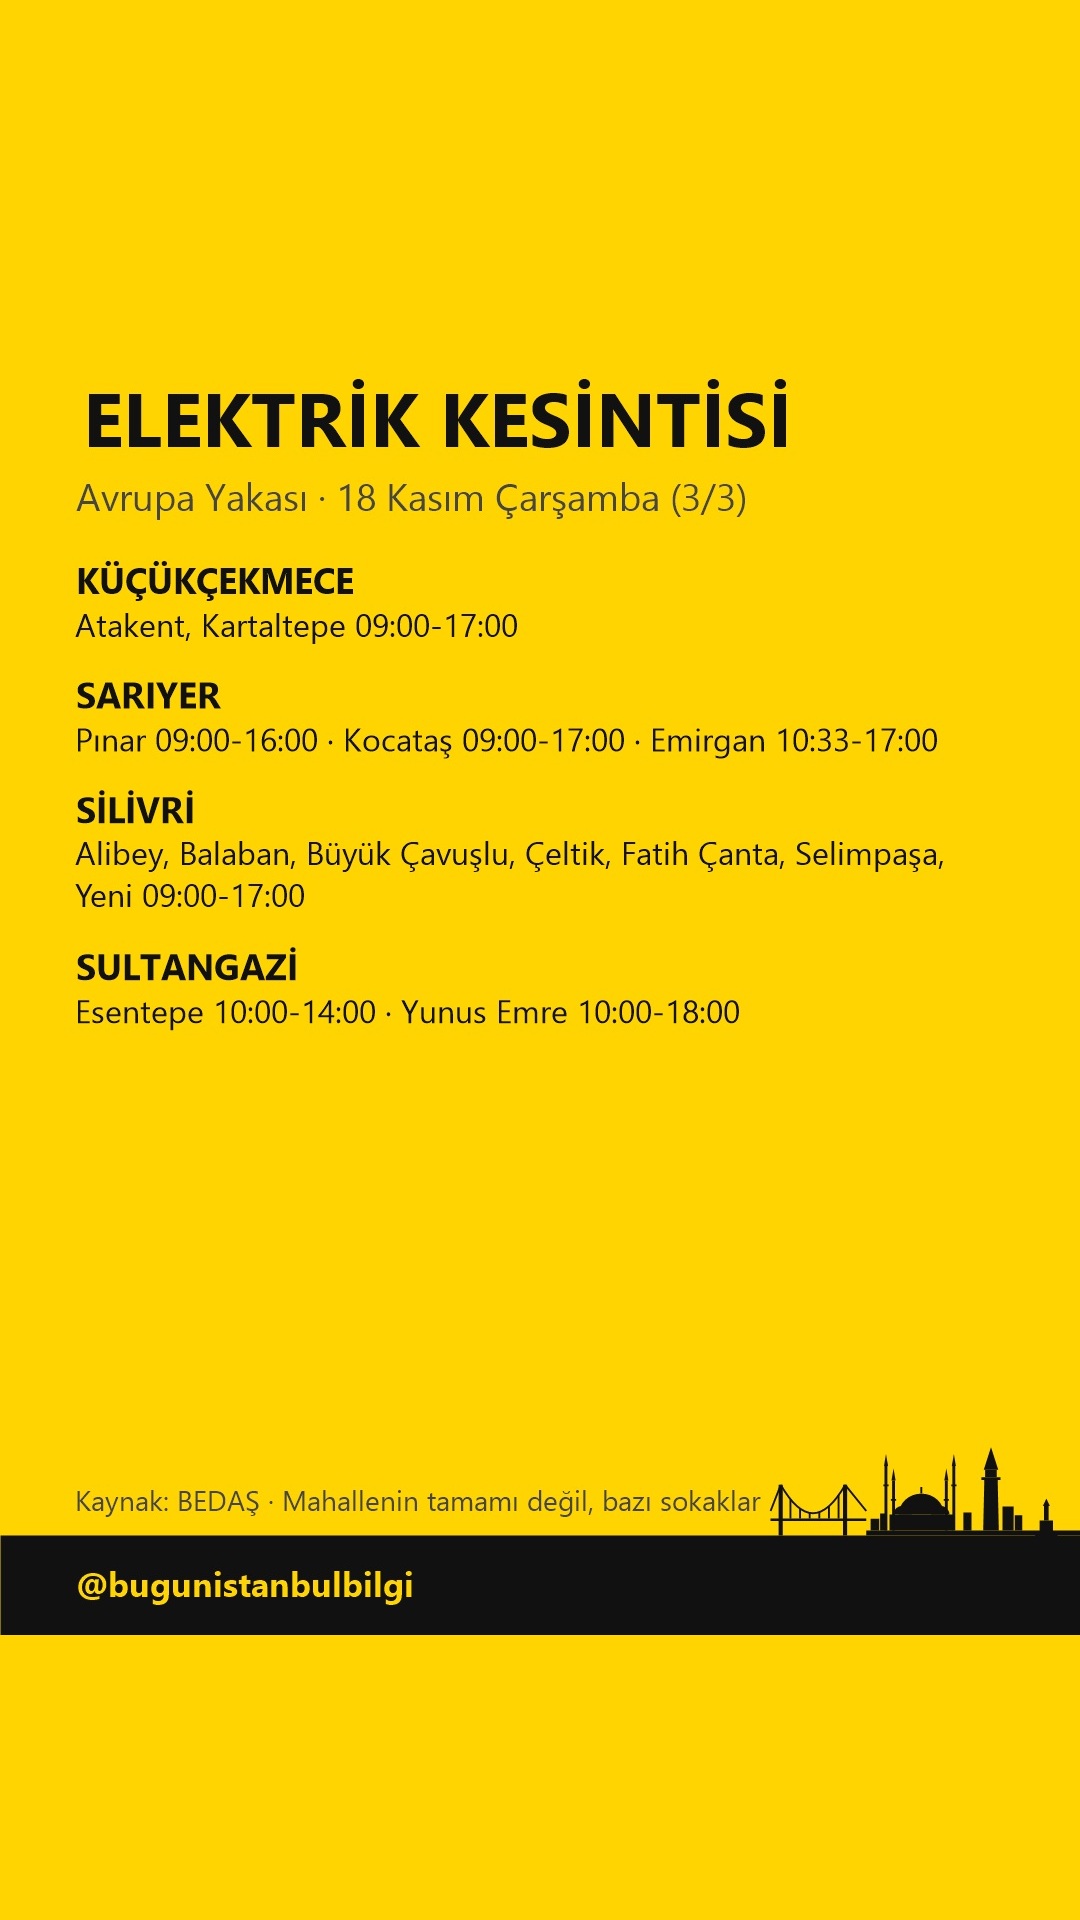 ELEKTRİK KESİNTİSİ
Avrupa Yakası · 18 Kasım Çarşamba (3/3)
KÜÇÜKÇEKMECE
Atakent, Kartaltepe 09:00-17:00
SARIYER
Pınar 09:00-16:00 · Kocataş 09:00-17:00 · Emirgan 10:33-17:00
SİLİVRİ
Alibey, Balaban, Büyük Çavuşlu, Çeltik, Fatih Çanta, Selimpaşa,
Yeni 09:00-17:00
SULTANGAZİ
Esentepe 10:00-14:00 · Yunus Emre 10:00-18:00
Kaynak: BEDAŞ · Mahallenin tamamı değil, bazı sokaklar
@bugunistanbulbilgi